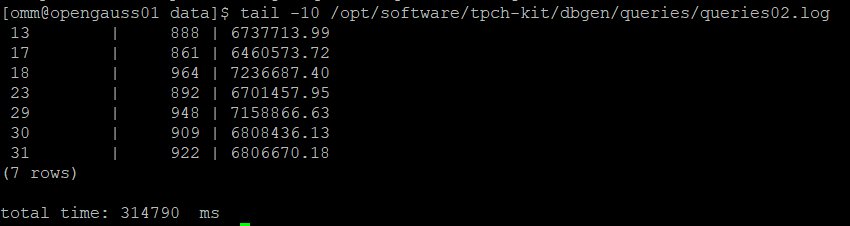 [omm@opengauss01 data]$ tail -10 /opt/software/tpch-kit/dbgen/queries/queries02.log
13 | 888 | 6737713.99
17 | 861 | 6460573.72
18 | 964 | 7236687.40
23 | 892 | 6701457.95
29 | 948 | 7158866.63
30 | 909 | 6808436.13
31 | 922 | 6806670.18
(7 rows)
total time: 314790 ms